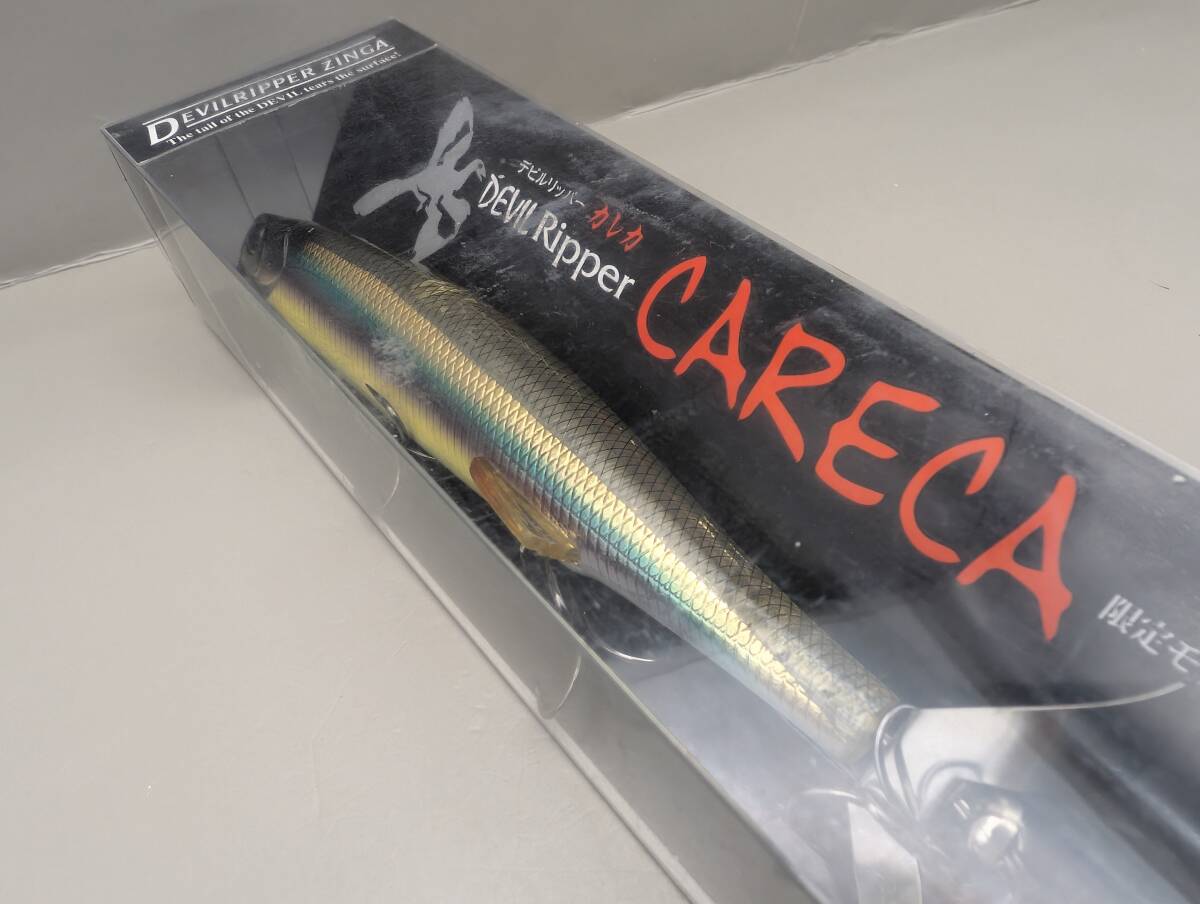 DEVILRIPPER ZINGA
The tail of the DEVIL tears the surface!
デビルリッパー カレカ
DEVIL Ripper
CARECA
限定モ